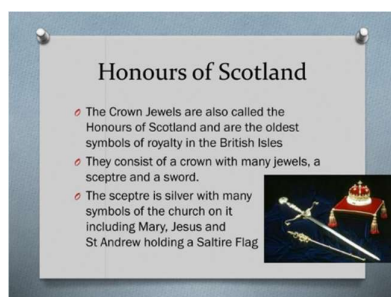 Honours of Scotland
The Crown Jewels are also called the
Honours of Scotland and are the oldest
symbols of royalty in the British Isles
They consist of a crown with many jewels, a
sceptre and a sword.
The sceptre is silver with many
symbols of the church on it
including Mary, Jesus and
St Andrew holding a Saltire Flag